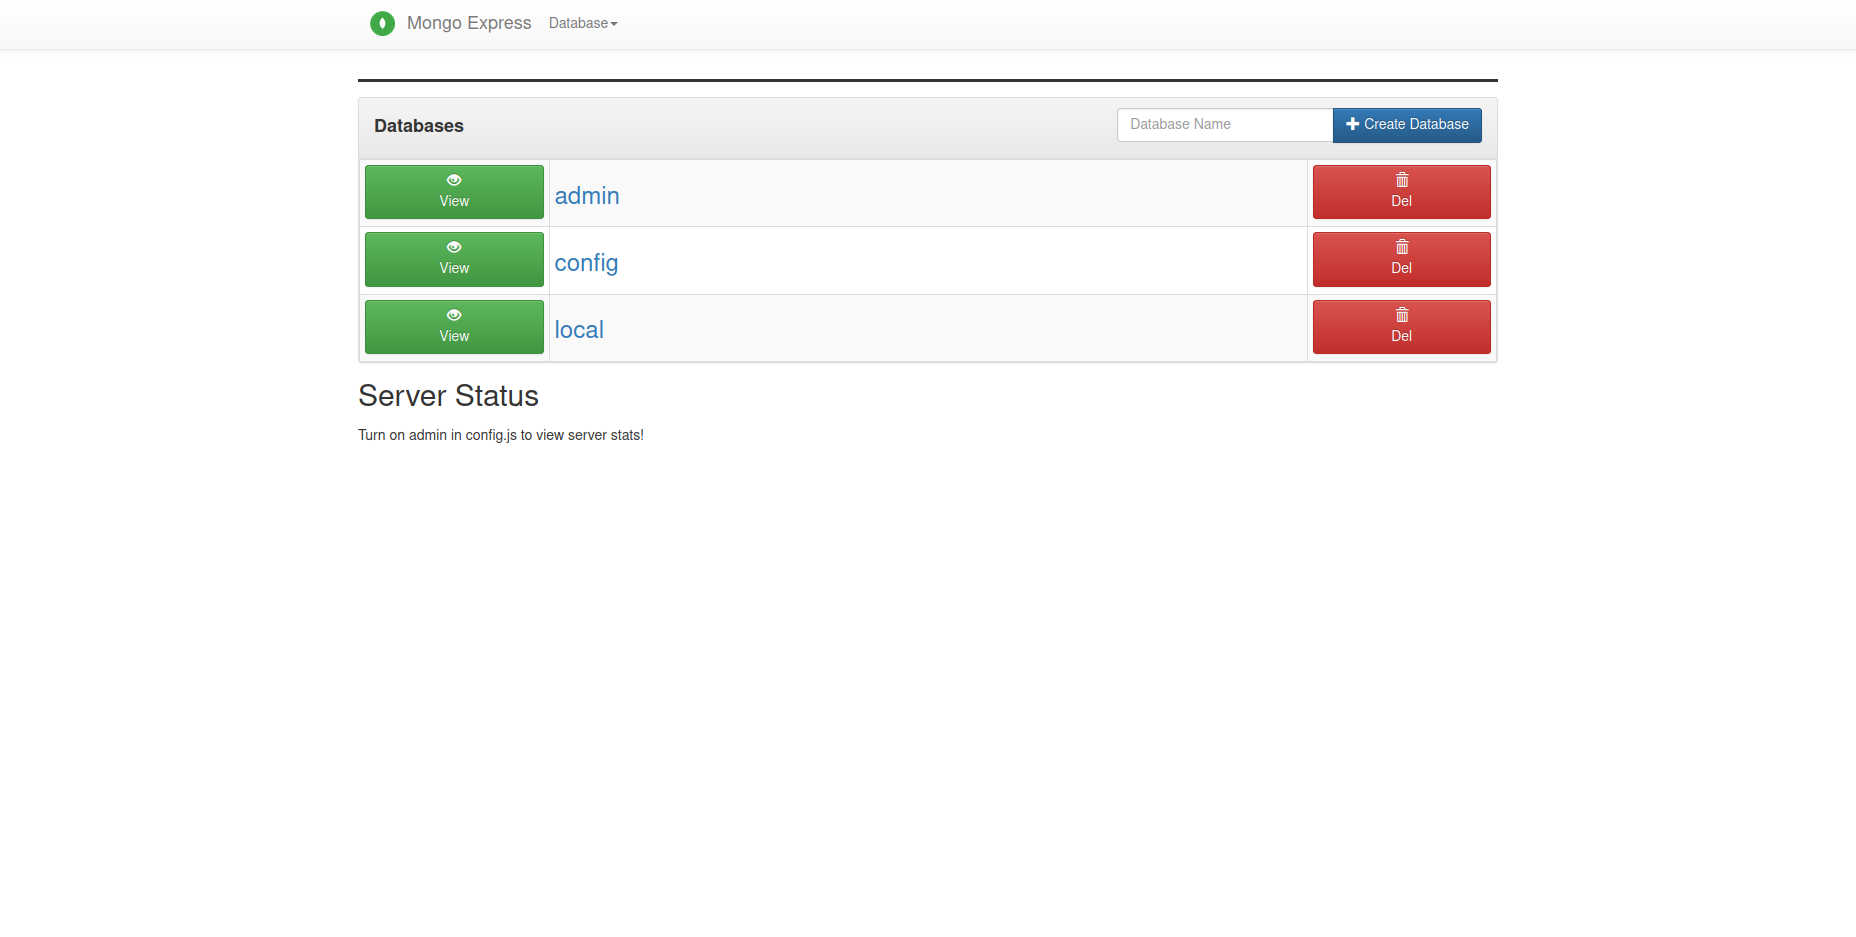 Mongo Express Database
Databases
Database Name Create Database
View admin Del
View config Del
View local Del
Server Status
Turn on admin in config.js to view server stats!